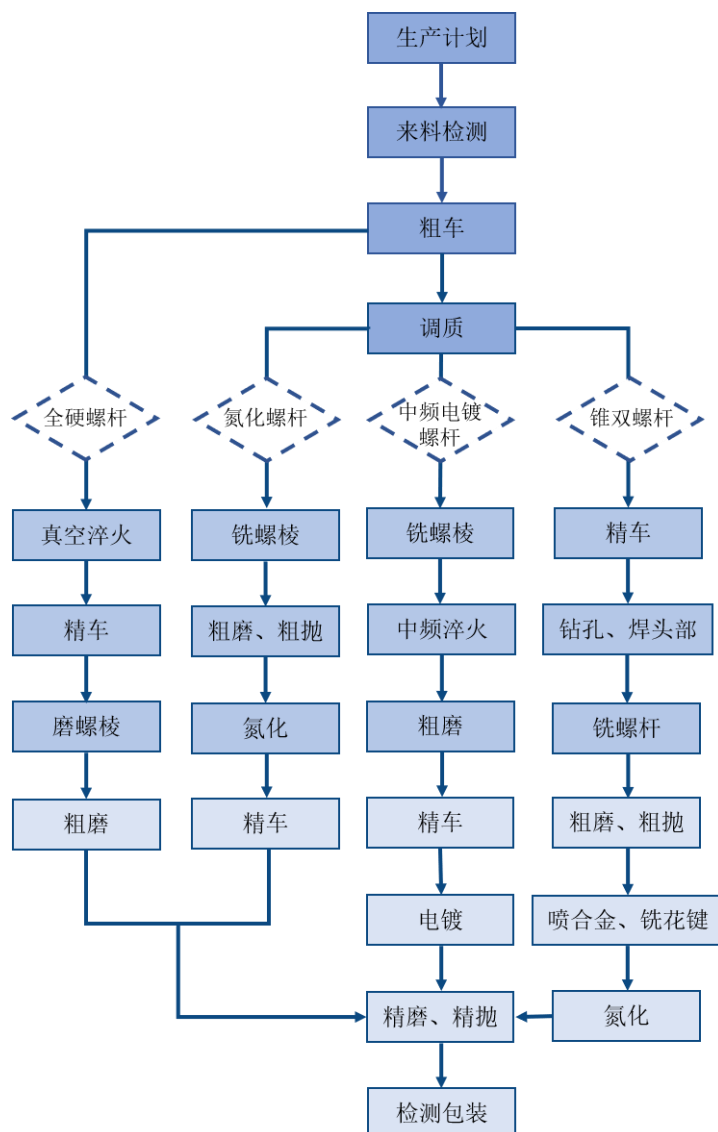 生产计划
来料检测
粗车
调质
全硬螺杆
氮化螺杆
中频电镀
螺杆
锥双螺杆
真空淬火
铣螺棱
铣螺棱
精车
精车
粗磨、粗抛
中频淬火
钻孔、焊头部
磨螺棱
氮化
粗磨
铣螺杆
粗磨
精车
精车
粗磨、粗抛
电镀
喷合金、铣花键
精磨、精抛
氮化
检测包装